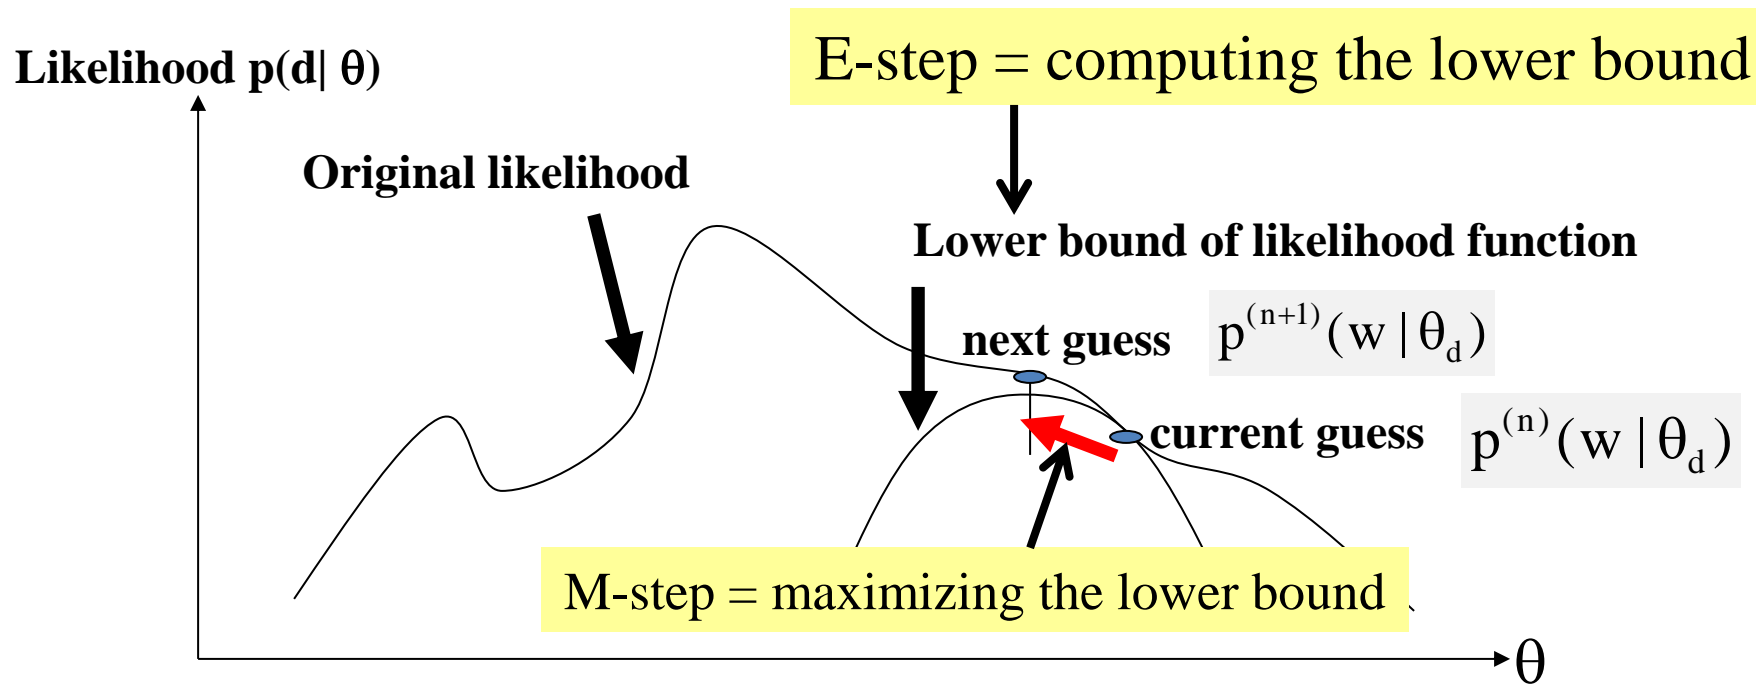 E-step = computing the lower bound
Likelihood p(d| θ)
Original likelihood
Lower bound of likelihood function
next guess p^(n+1)(w | θ_d)
current guess p^(n)(w | θ_d)
M-step = maximizing the lower bound
θ